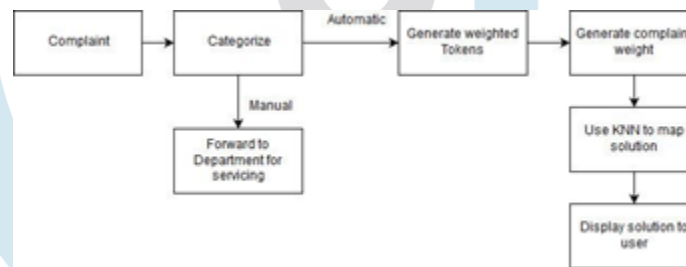 Complaint
Categorize
Automatic
Generate weighted
Tokens
Generate complain
weight
Manual
Forward to
Department for
servicing
Use KNN to map
solution
Display solution to
user